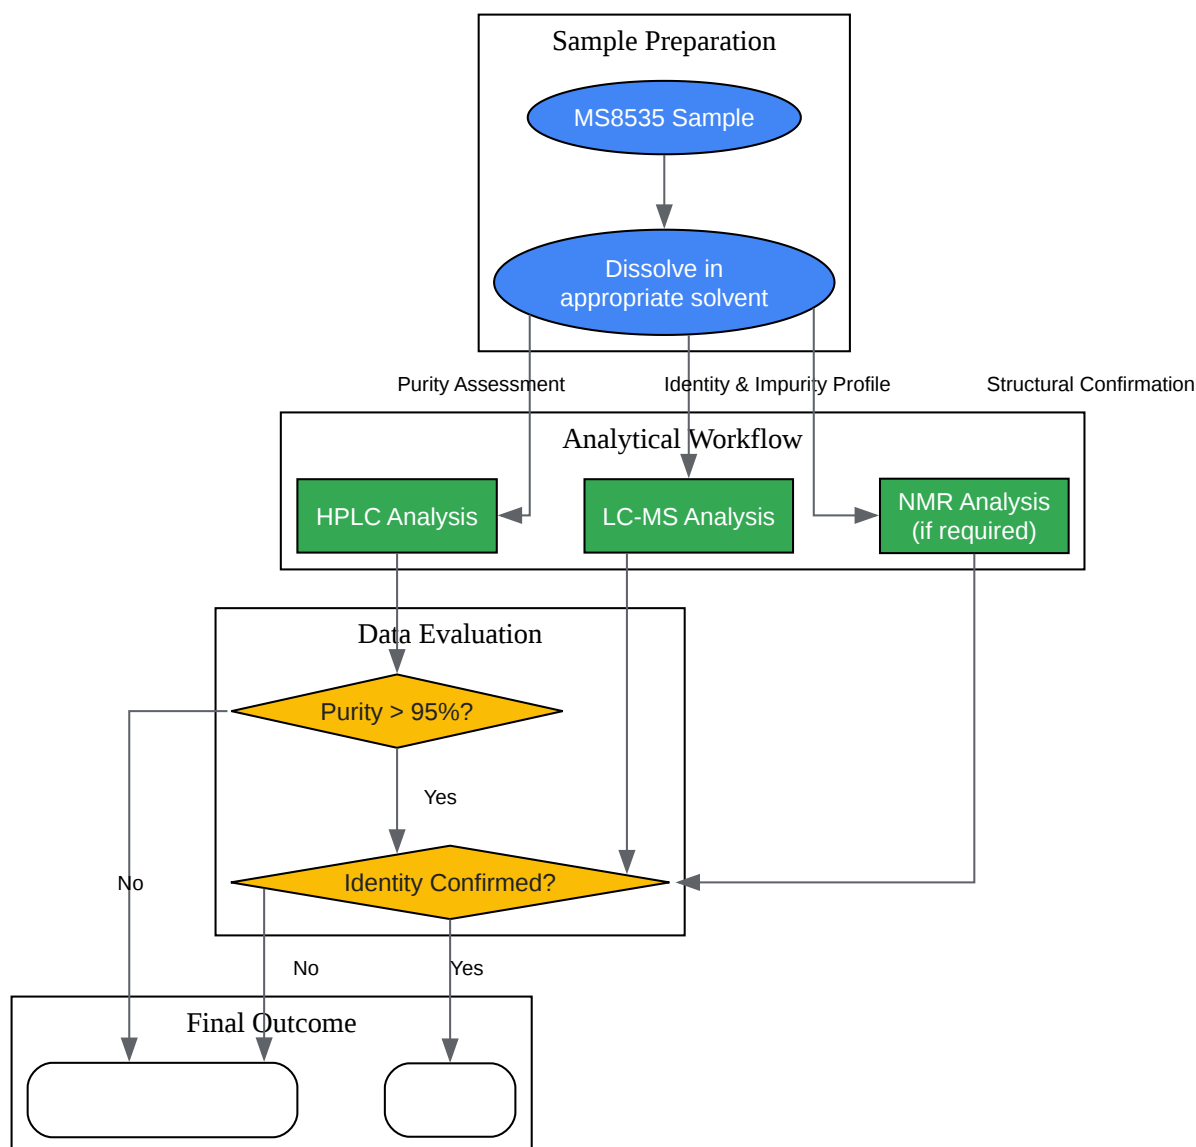 Sample Preparation
MS8535 Sample
Dissolve in
appropriate solvent
Purity Assessment
Identity & Impurity Profile
Structural Confirmation
Analytical Workflow
HPLC Analysis
LC-MS Analysis
NMR Analysis
(if required)
Data Evaluation
Purity > 95%?
Yes
No
Identity Confirmed?
No
Yes
Final Outcome